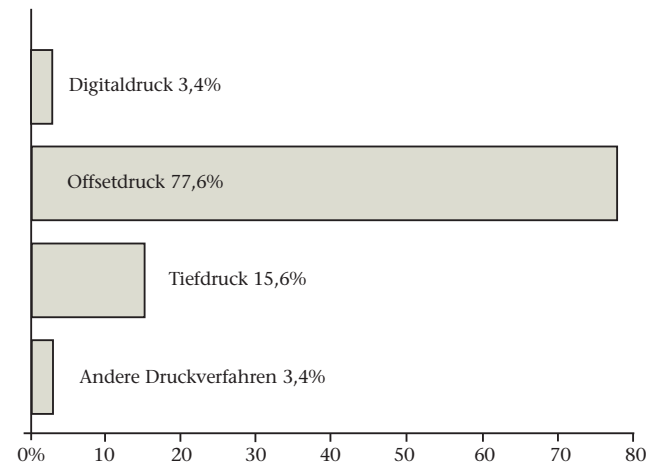 Digitaldruck 3,4%
Offsetdruck 77,6%
Tiefdruck 15,6%
Andere Druckverfahren 3,4%
0% 10 20 30 40 50 60 70 80